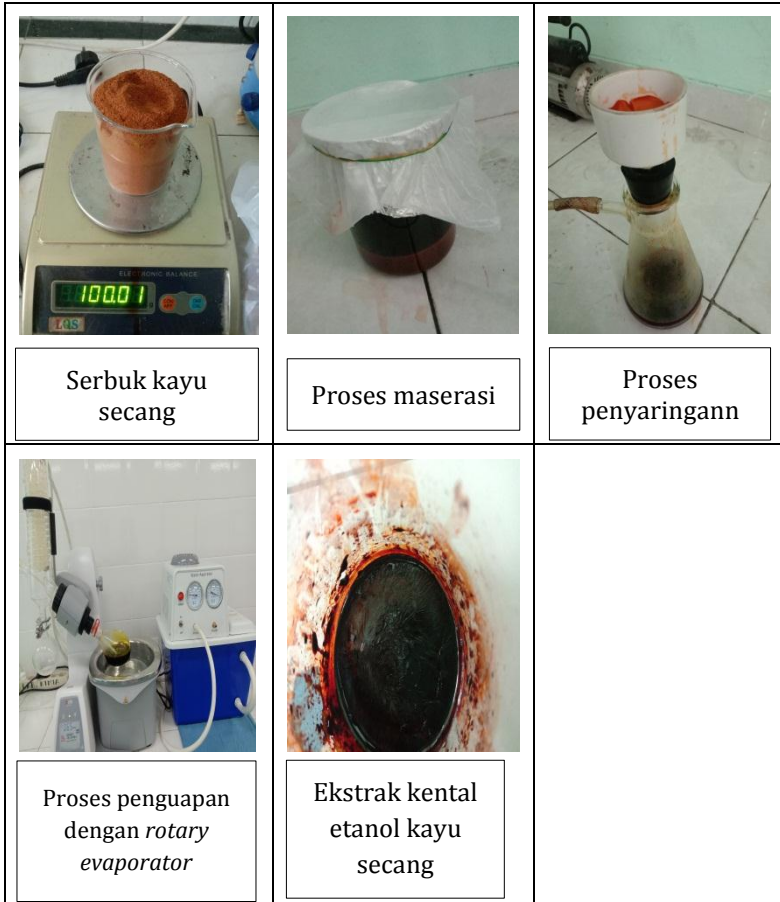 ELECTRONIC BALANCE
100.01
LQS
Serbuk kayu
secang
Proses maserasi
Proses
penyaringann
Proses penguapan
dengan rotary
evaporator
Ekstrak kental
etanol kayu
secang